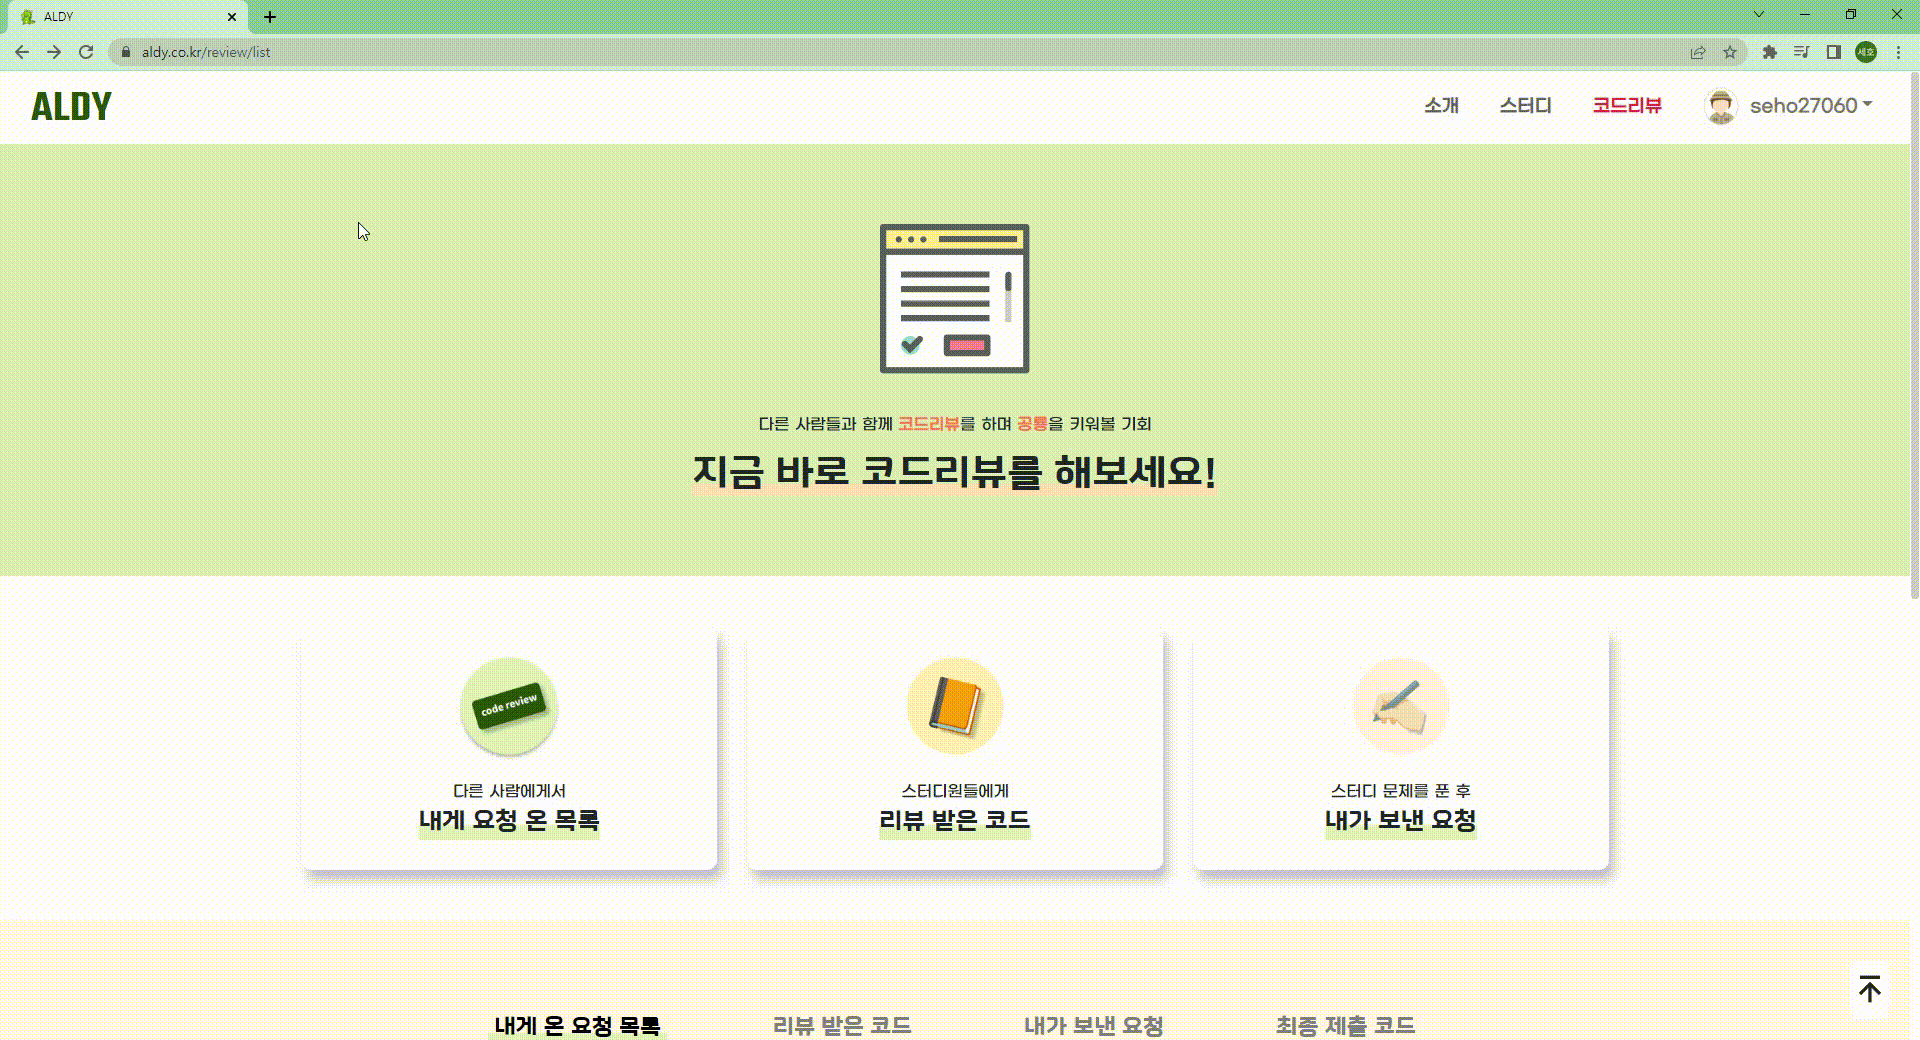 ALDY
aldy.co.kr/review/list
세호
ALDY
소개
스터디
코드리뷰
seho27060
다른 사람들과 함께 코드리뷰를 하며 공룡을 키워볼 기회
지금 바로 코드리뷰를 해보세요!
code review
다른 사람에게서
내게 요청 온 목록
스터디원들에게
리뷰 받은 코드
스터디 문제를 푼 후
내가 보낸 요청
내게 온 요청 목록
리뷰 받은 코드
내가 보낸 요청
최종 제출 코드